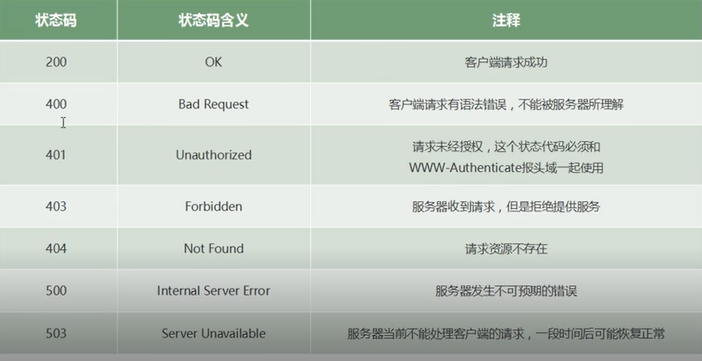 状态码 状态码含义 注释
200 OK 客户端请求成功
400 Bad Request 客户端请求有语法错误，不能被服务器所理解
401 Unauthorized 请求未经授权，这个状态代码必须和
WWW-Authenticate报头域一起使用
403 Forbidden 服务器收到请求，但是拒绝提供服务
404 Not Found 请求资源不存在
500 Internal Server Error 服务器发生不可预期的错误
503 Server Unavailable 服务器当前不能处理客户端的请求，一段时间后可能恢复正常